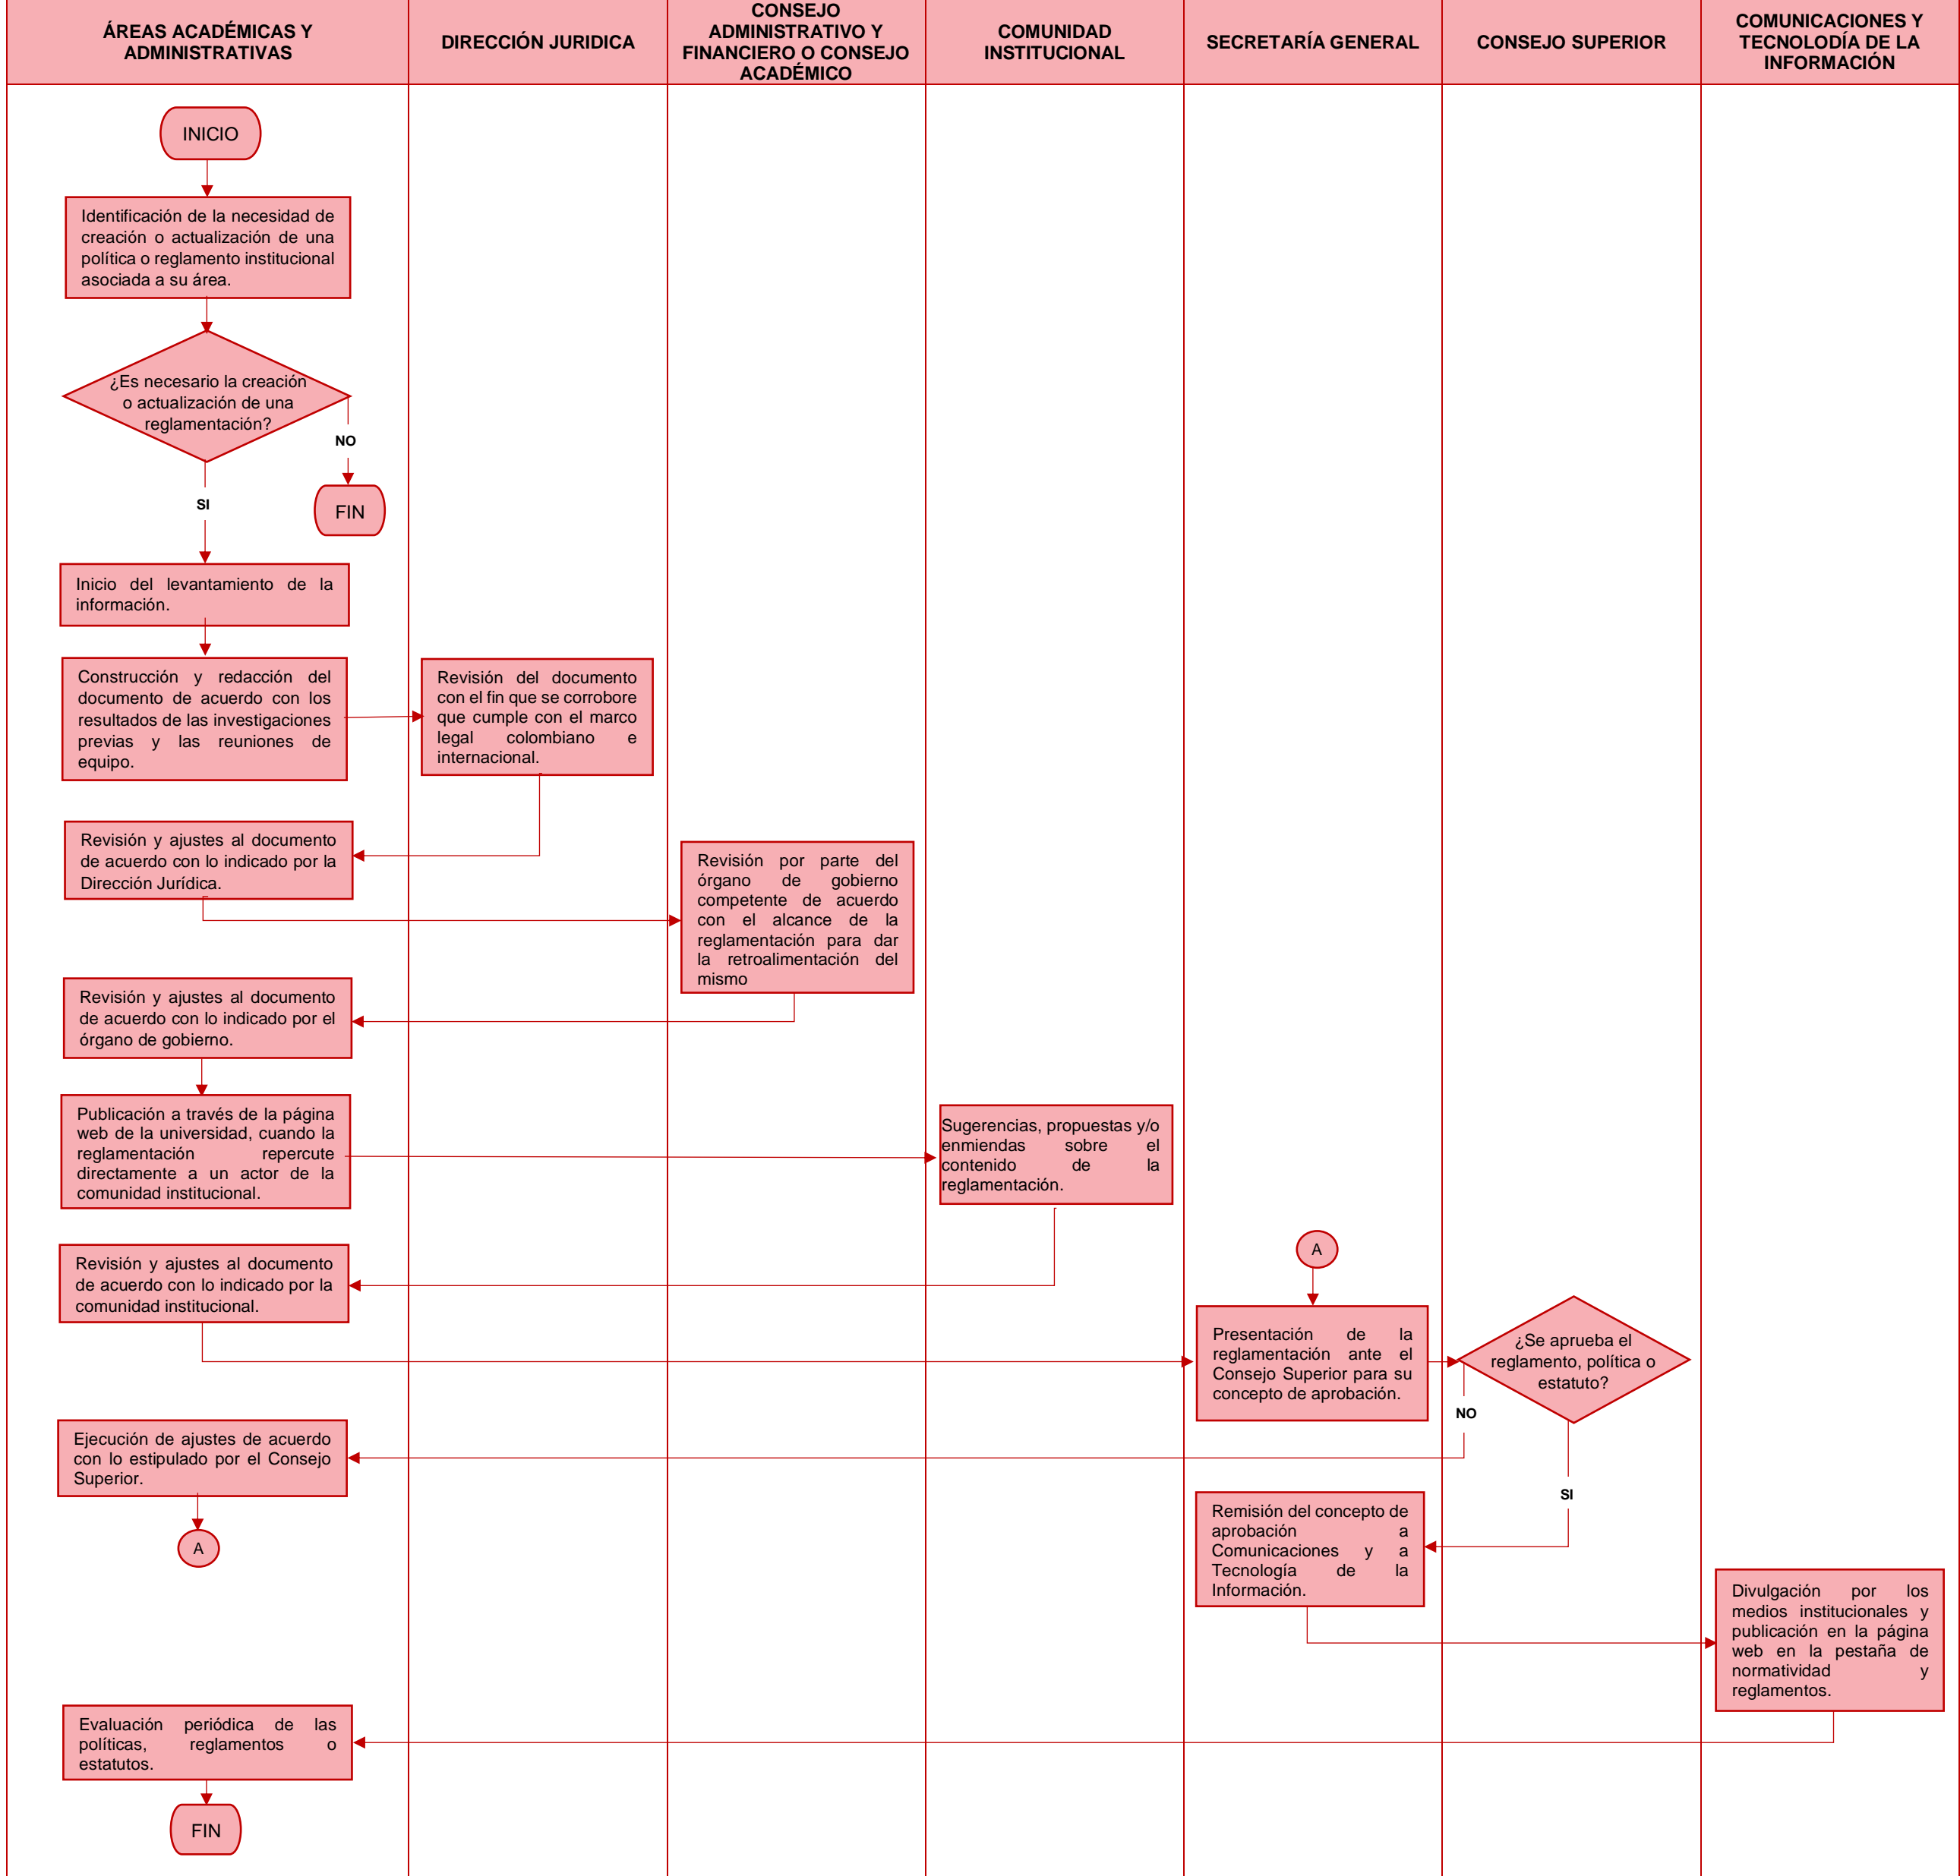 ÁREAS ACADÉMICAS Y
ADMINISTRATIVAS
DIRECCIÓN JURIDICA
CONSEJO
ADMINISTRATIVO Y
FINANCIERO O CONSEJO
ACADÉMICO
COMUNIDAD
INSTITUCIONAL
SECRETARÍA GENERAL
CONSEJO SUPERIOR
COMUNICACIONES Y
TECNOLODÍA DE LA
INFORMACIÓN
INICIO
Identificación de la necesidad de
creación o actualización de una
política o reglamento institucional
asociada a su área.
¿Es necesario la creación
o actualización de una
reglamentación?
NO
SI
FIN
Inicio del levantamiento de la
información.
Construcción y redacción del
documento de acuerdo con los
resultados de las investigaciones
previas y las reuniones de
equipo.
Revisión del documento
con el fin que se corrobore
que cumple con el marco
legal colombiano e
internacional.
Revisión y ajustes al documento
de acuerdo con lo indicado por la
Dirección Jurídica.
Revisión por parte del
órgano de gobierno
competente de acuerdo
con el alcance de la
reglamentación para dar
la retroalimentación del
mismo
Revisión y ajustes al documento
de acuerdo con lo indicado por el
órgano de gobierno.
Publicación a través de la página
web de la universidad, cuando la
reglamentación repercute
directamente a un actor de la
comunidad institucional.
Sugerencias, propuestas y/o
enmiendas sobre el
contenido de la
reglamentación.
Revisión y ajustes al documento
de acuerdo con lo indicado por la
comunidad institucional.
A
Presentación de la
reglamentación ante el
Consejo Superior para su
concepto de aprobación.
¿Se aprueba el
reglamento, política o
estatuto?
NO
SI
Ejecución de ajustes de acuerdo
con lo estipulado por el Consejo
Superior.
A
Remisión del concepto de
aprobación a
Comunicaciones y a
Tecnología de la
Información.
Divulgación por los
medios institucionales y
publicación en la página
web en la pestaña de
normatividad y
reglamentos.
Evaluación periódica de las
políticas, reglamentos o
estatutos.
FIN